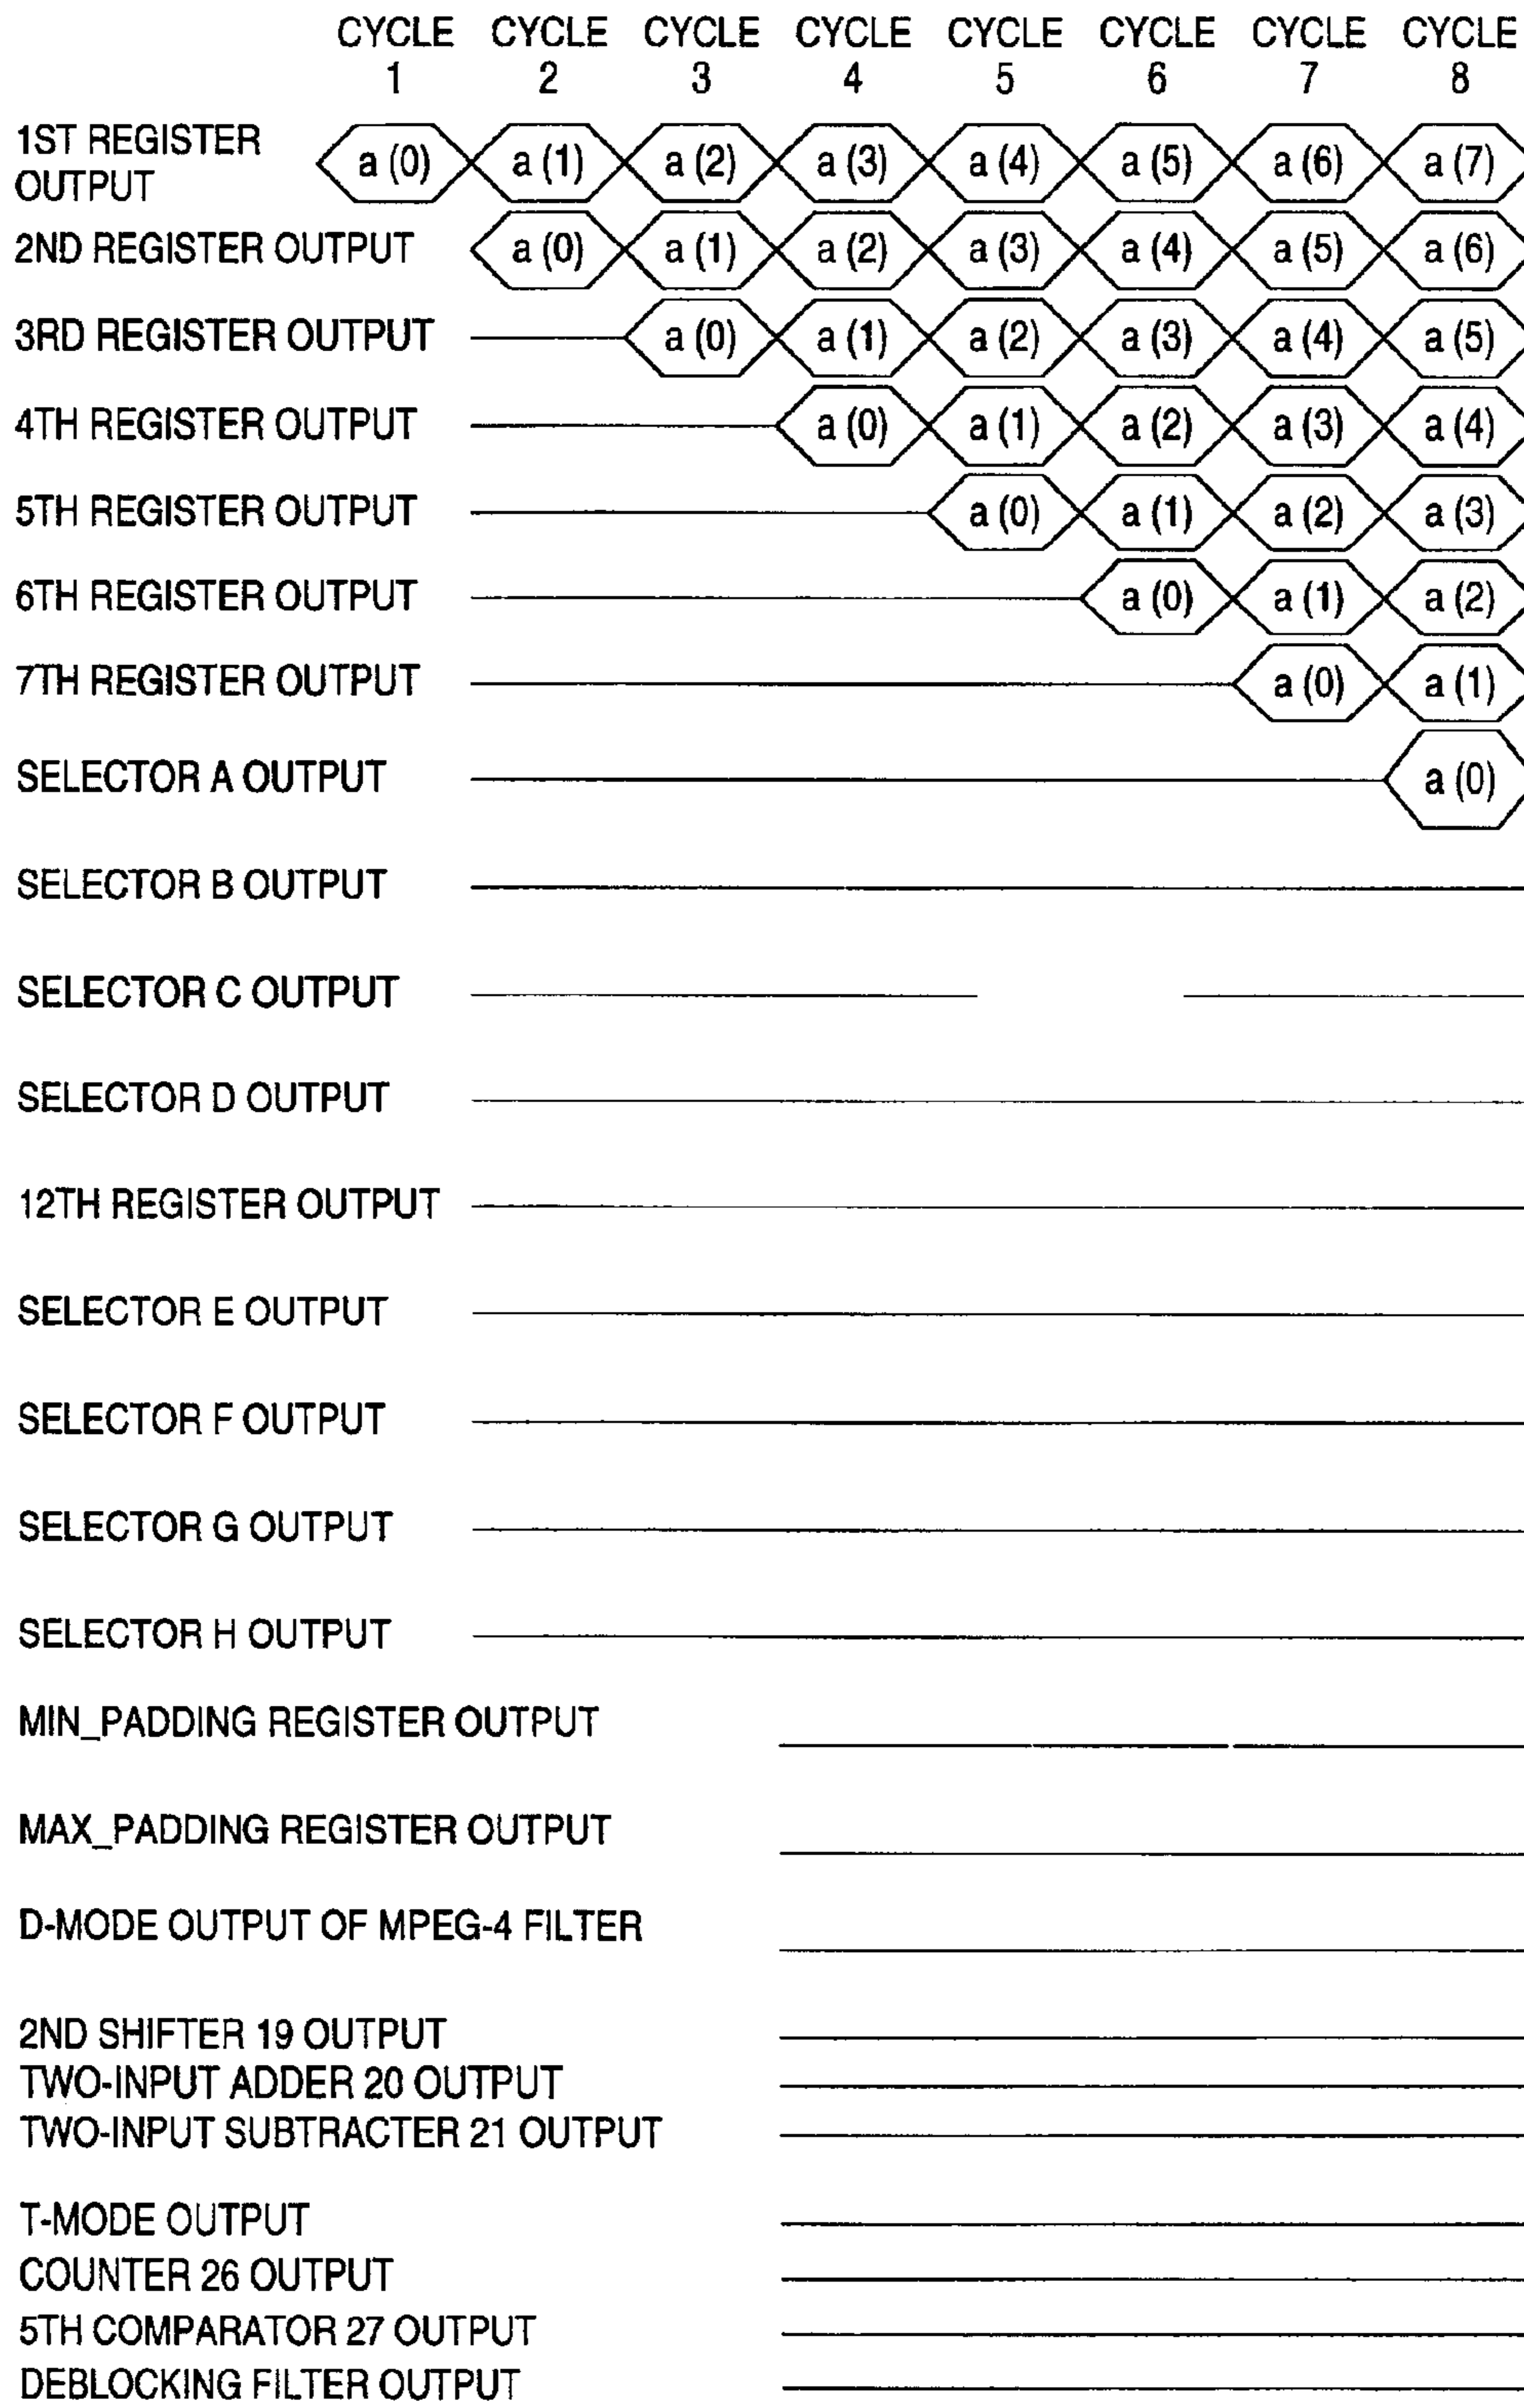 CYCLE CYCLE CYCLE CYCLE CYCLE CYCLE CYCLE CYCLE
1 2 3 4 5 6 7 8
1ST REGISTER
OUTPUT
a (0) a (1) a (2) a (3) a (4) a (5) a (6) a (7)
2ND REGISTER OUTPUT a (0) a (1) a (2) a (3) a (4) a (5) a (6)
3RD REGISTER OUTPUT a (0) a (1) a (2) a (3) a (4) a (5)
4TH REGISTER OUTPUT a (0) a (1) a (2) a (3) a (4)
5TH REGISTER OUTPUT a (0) a (1) a (2) a (3)
6TH REGISTER OUTPUT a (0) a (1) a (2)
7TH REGISTER OUTPUT a (0) a (1)
SELECTOR A OUTPUT a (0)
SELECTOR B OUTPUT
SELECTOR C OUTPUT
SELECTOR D OUTPUT
12TH REGISTER OUTPUT
SELECTOR E OUTPUT
SELECTOR F OUTPUT
SELECTOR G OUTPUT
SELECTOR H OUTPUT
MIN_PADDING REGISTER OUTPUT
MAX_PADDING REGISTER OUTPUT
D-MODE OUTPUT OF MPEG-4 FILTER
2ND SHIFTER 19 OUTPUT
TWO-INPUT ADDER 20 OUTPUT
TWO-INPUT SUBTRACTER 21 OUTPUT
T-MODE OUTPUT
COUNTER 26 OUTPUT
5TH COMPARATOR 27 OUTPUT
DEBLOCKING FILTER OUTPUT